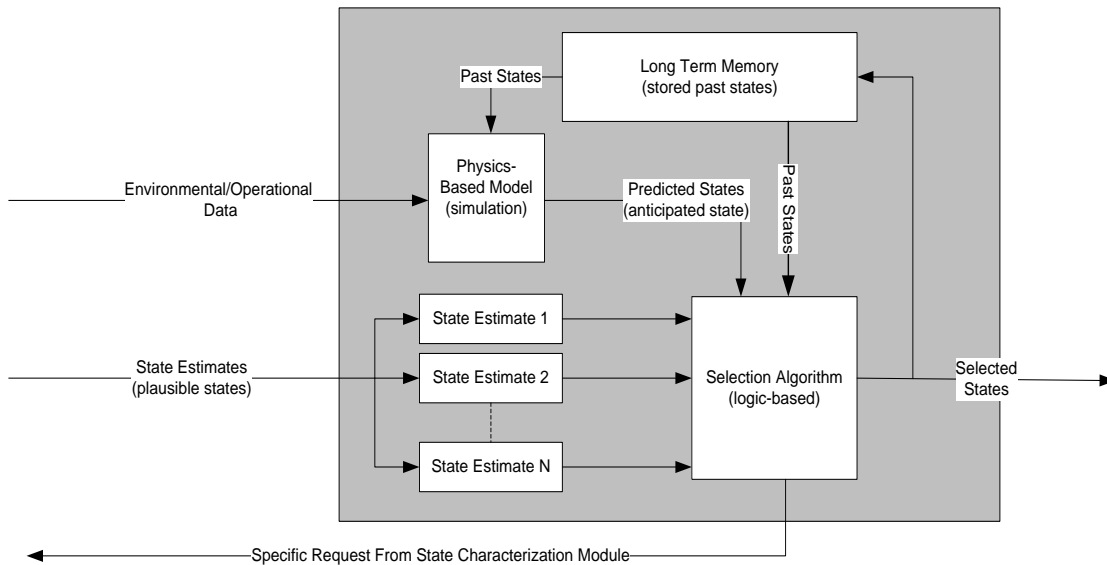 Long Term Memory
(stored past states)
Past States
Physics-
Based Model
(simulation)
Environmental/Operational
Data
Predicted States
(anticipated state)
Past States
State Estimate 1
State Estimates
(plausible states)
State Estimate 2
Selection Algorithm
(logic-based)
Selected
States
State Estimate N
Specific Request From State Characterization Module